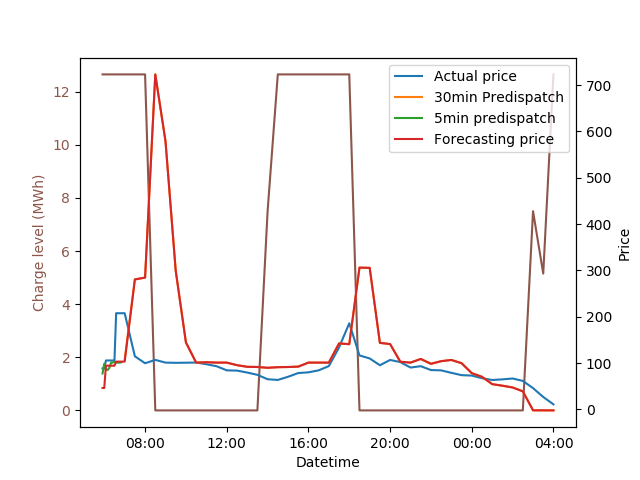 Actual price
30min Predispatch
5min predispatch
Forecasting price
Charge level (MWh)
12
10
8
6
4
2
0
700
600
500
400
300
200
100
0
Price
08:00 12:00 16:00 20:00 00:00 04:00
Datetime